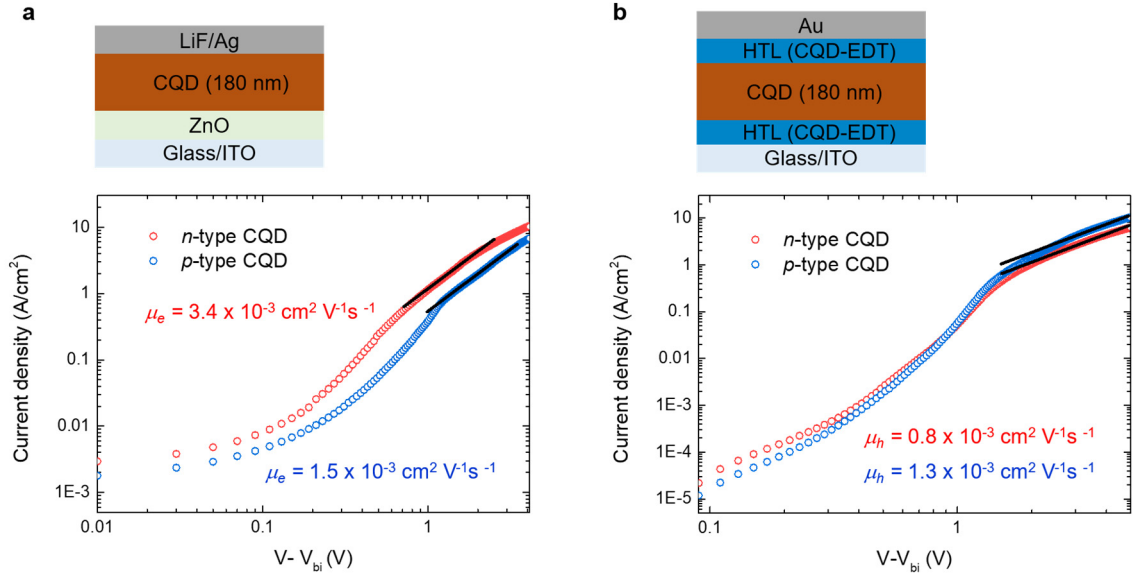 a
LiF/Ag
CQD (180 nm)
ZnO
Glass/ITO
Current density (A/cm²)
10
1
0.1
0.01
1E-3
n-type CQD
p-type CQD
μe = 3.4 x 10⁻³ cm² V⁻¹s ⁻¹
μe = 1.5 x 10⁻³ cm² V⁻¹s ⁻¹
0.01 0.1 1
V- Vbi (V)
b
Au
HTL (CQD-EDT)
CQD (180 nm)
HTL (CQD-EDT)
Glass/ITO
Current density (A/cm²)
10
1
0.1
0.01
1E-3
1E-4
1E-5
n-type CQD
p-type CQD
μh = 0.8 x 10⁻³ cm² V⁻¹s ⁻¹
μh = 1.3 x 10⁻³ cm² V⁻¹s ⁻¹
0.1 1
V-Vbi (V)